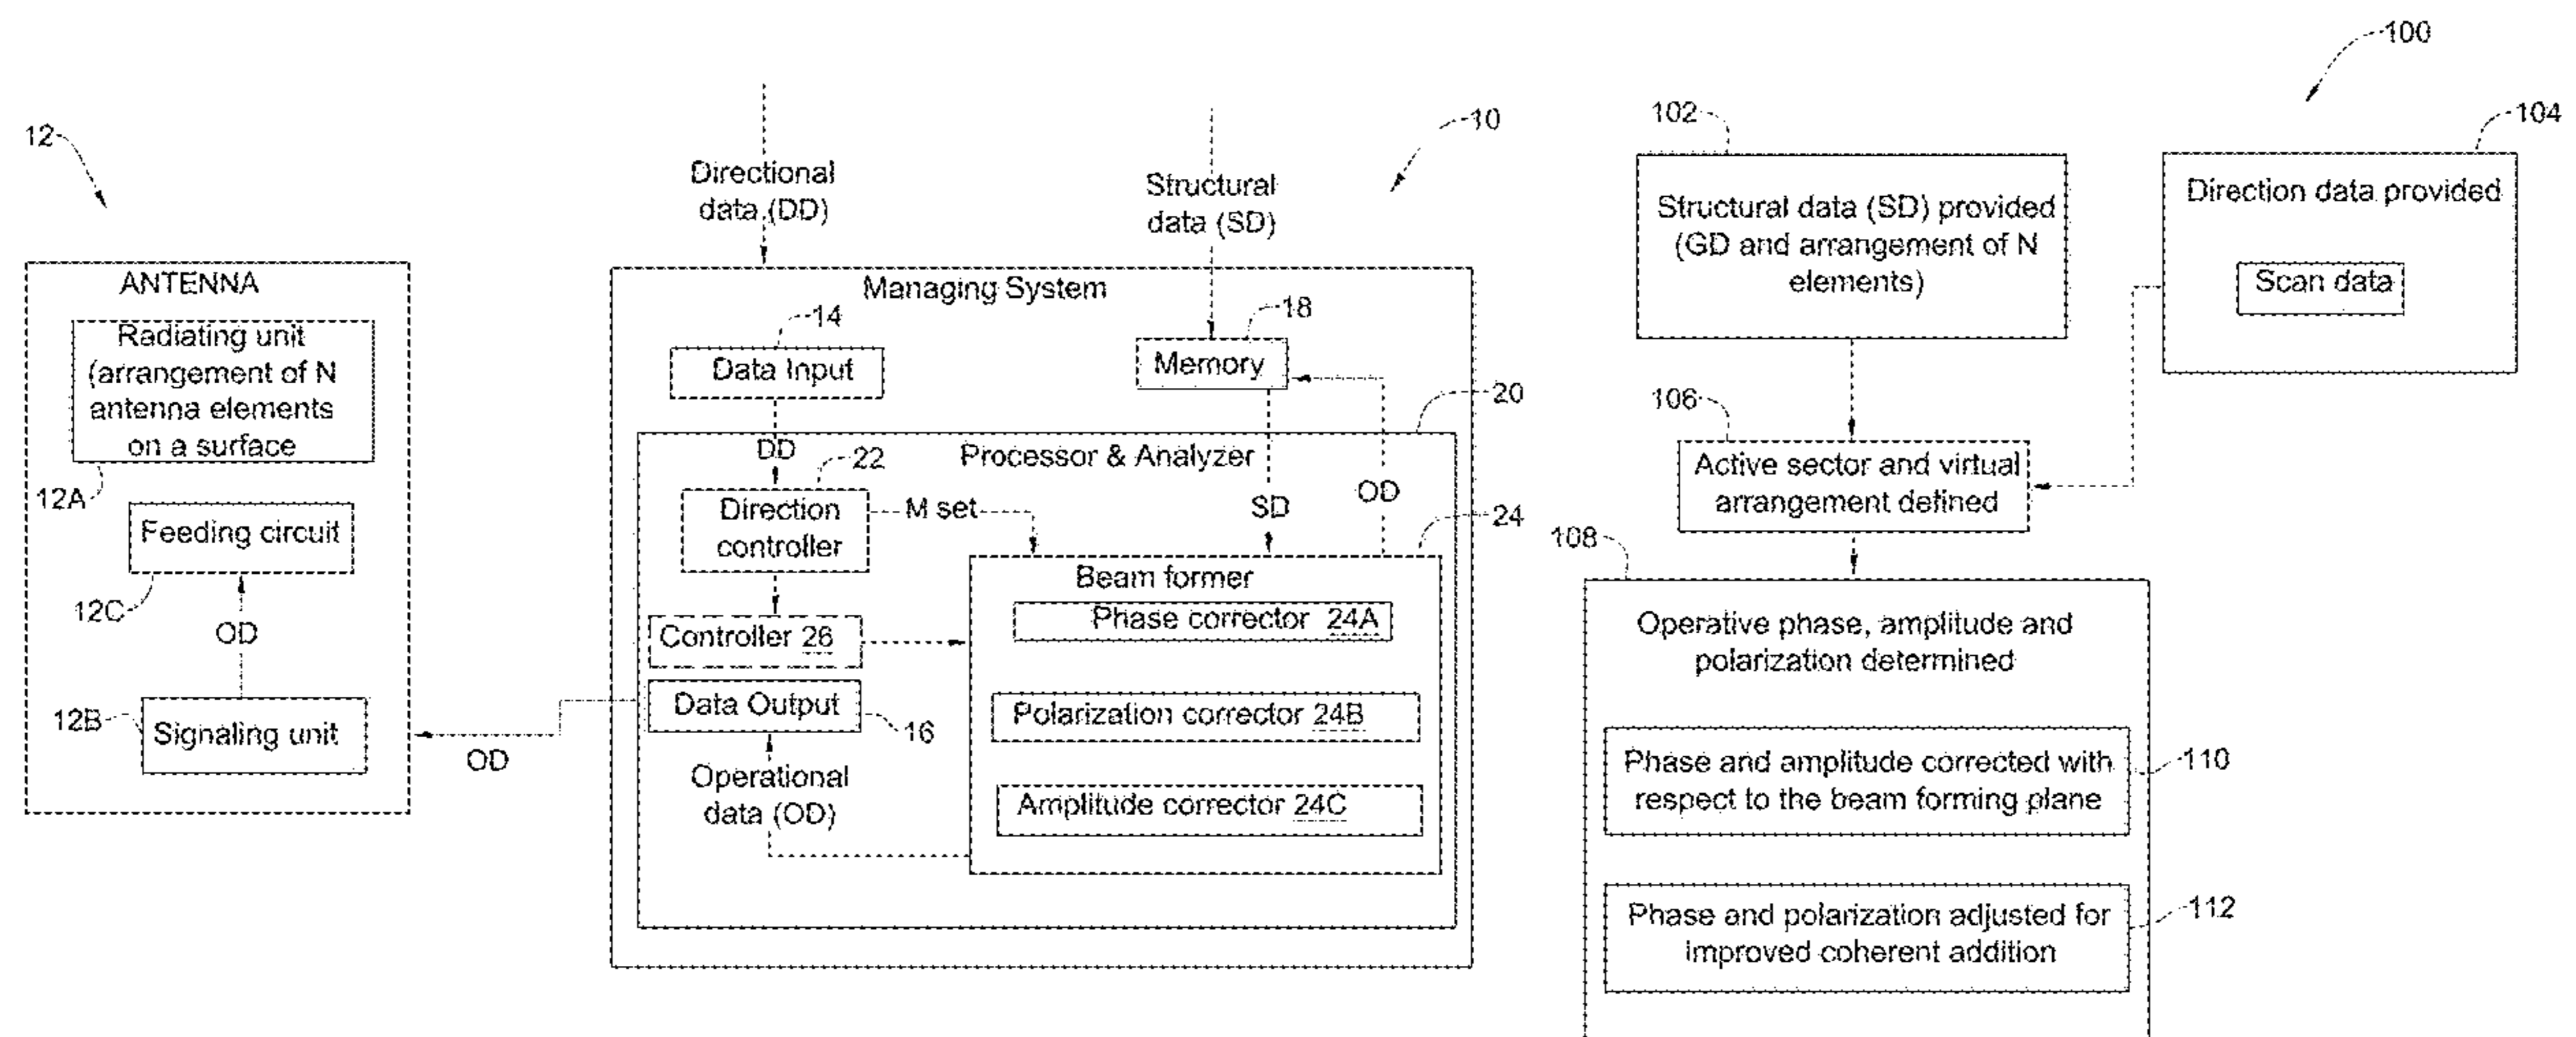 12
ANTENNA
Radiating unit
(arrangement of N
antenna elements
on a surface
12A
Feeding circuit
12C
OD
12B
Signaling unit
OD
Directional
data (DD)
Structural
data (SD)
10
Managing System
14
Data Input
18
Memory
20
DD
Processor & Analyzer
22
Direction
controller
M set
SD
OD
24
Beam former
Phase corrector 24A
Controller 26
Polarization corrector 24B
Data Output
16
Amplitude corrector 24C
Operational
data (OD)
100
102
Structural data (SD) provided
(GD and arrangement of N
elements)
104
Direction data provided
Scan data
106
Active sector and virtual
arrangement defined
108
Operative phase, amplitude and
polarization determined
Phase and amplitude corrected with
respect to the beam forming plane
110
Phase and polarization adjusted for
improved coherent addition
112